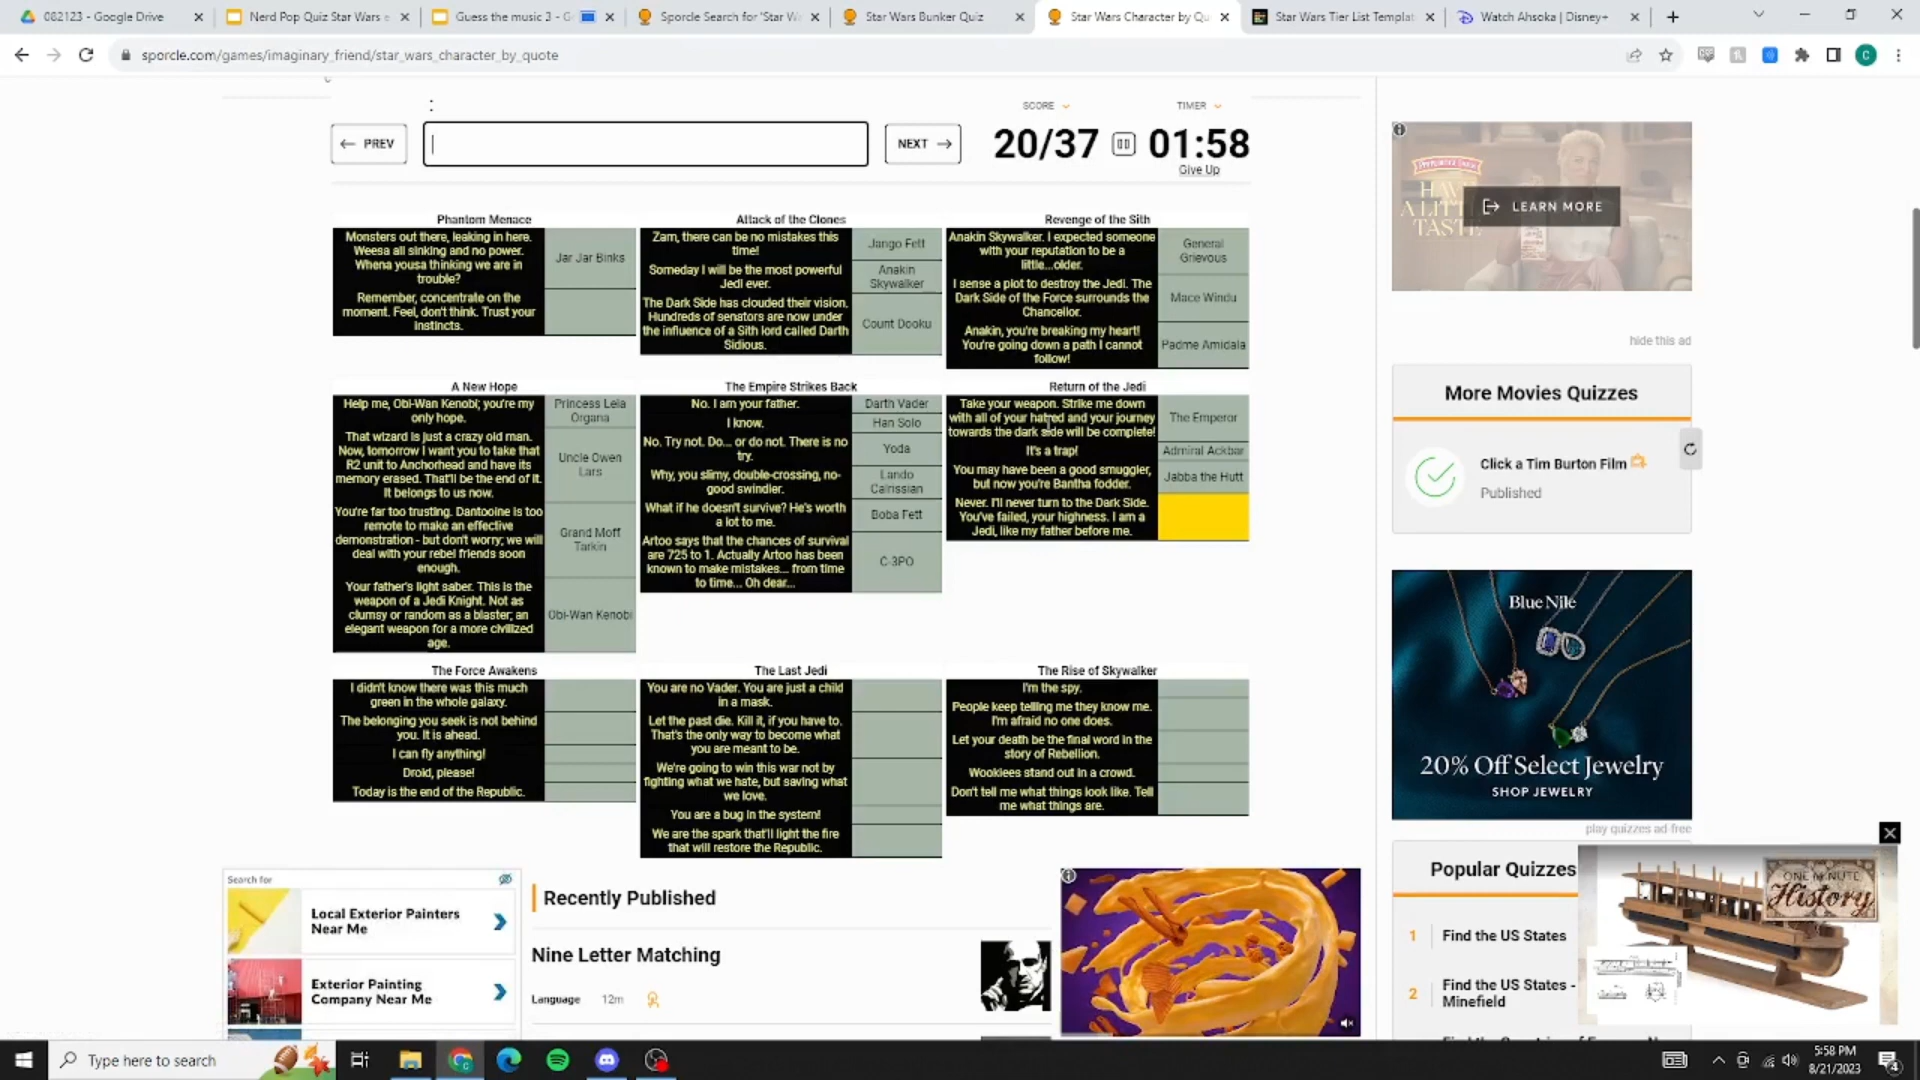 082123 - Google Drive
Nerd Pop Quiz Star Wars e
Guess the music 3 - G
Sporcle Search for 'Star W
Star Wars Bunker Quiz
Star Wars Character by Qu
Star Wars Tier List Templat
Watch Ahsoka | Disney+
sporcle.com/games/imaginary_friend/star_wars_character_by_quote
C
:
SCORE
TIMER
← PREV
NEXT →
20/37
01:58
Give Up
Phantom Menace
Monsters out there, leaking in here.
Weesa all sinking and no power.
Whena yousa thinking we are in
trouble?
Jar Jar Binks
Remember, concentrate on the
moment. Feel, don't think. Trust your
instincts.
Attack of the Clones
Zam, there can be no mistakes this
time!
Jango Fett
Someday I will be the most powerful
Jedi ever.
Anakin
Skywalker
The Dark Side has clouded their vision.
Hundreds of senators are now under
the influence of a Sith lord called Darth
Sidious.
Count Dooku
Revenge of the Sith
Anakin Skywalker. I expected someone
with your reputation to be a
little...older.
General
Grievous
I sense a plot to destroy the Jedi. The
Dark Side of the Force surrounds the
Chancellor.
Mace Windu
Anakin, you're breaking my heart!
You're going down a path I cannot
follow!
Padme Amidala
A New Hope
Help me, Obi-Wan Kenobi; you're my
only hope.
Princess Leia
Organa
That wizard is just a crazy old man.
Now, tomorrow I want you to take that
R2 unit to Anchorhead and have its
memory erased. That'll be the end of it.
It belongs to us now.
Uncle Owen
Lars
You're far too trusting. Dantooine is too
remote to make an effective
demonstration - but don't worry; we will
deal with your rebel friends soon
enough.
Grand Moff
Tarkin
Your father's light saber. This is the
weapon of a Jedi Knight. Not as
clumsy or random as a blaster; an
elegant weapon for a more civilized
age.
Obi-Wan Kenobi
The Empire Strikes Back
No. I am your father.
Darth Vader
I know.
Han Solo
No. Try not. Do... or do not. There is no
try.
Yoda
Why, you slimy, double-crossing, no-
good swindler.
Lando
Calrissian
What if he doesn't survive? He's worth
a lot to me.
Boba Fett
Artoo says that the chances of survival
are 725 to 1. Actually Artoo has been
known to make mistakes... from time
to time... Oh dear...
C-3PO
Return of the Jedi
Take your weapon. Strike me down
with all of your hatred and your journey
towards the dark side will be complete!
The Emperor
It's a trap!
Admiral Ackbar
You may have been a good smuggler,
but now you're Bantha fodder.
Jabba the Hutt
Never. I'll never turn to the Dark Side.
You've failed, your highness. I am a
Jedi, like my father before me.
The Force Awakens
I didn't know there was this much
green in the whole galaxy.
The belonging you seek is not behind
you. It is ahead.
I can fly anything!
Droid, please!
Today is the end of the Republic.
The Last Jedi
You are no Vader. You are just a child
in a mask.
Let the past die. Kill it, if you have to.
That's the only way to become what
you are meant to be.
We're going to win this war not by
fighting what we hate, but saving what
we love.
You are a bug in the system!
We are the spark that'll light the fire
that will restore the Republic.
The Rise of Skywalker
I'm the spy.
People keep telling me they know me.
I'm afraid no one does.
Let your death be the final word in the
story of Rebellion.
Wookiees stand out in a crowd.
Don't tell me what things look like. Tell
me what things are.
LEARN MORE
hide this ad
More Movies Quizzes
Click a Tim Burton Film
Published
Blue Nile
20% Off Select Jewelry
SHOP JEWELRY
play quizzes ad free
Popular Quizzes
1 Find the US States
2 Find the US States -
Minefield
ONE MINUTE
History
Search for
Local Exterior Painters
Near Me
Exterior Painting
Company Near Me
Recently Published
Nine Letter Matching
Language 12m
Type here to search
5:58 PM
8/21/2023
4